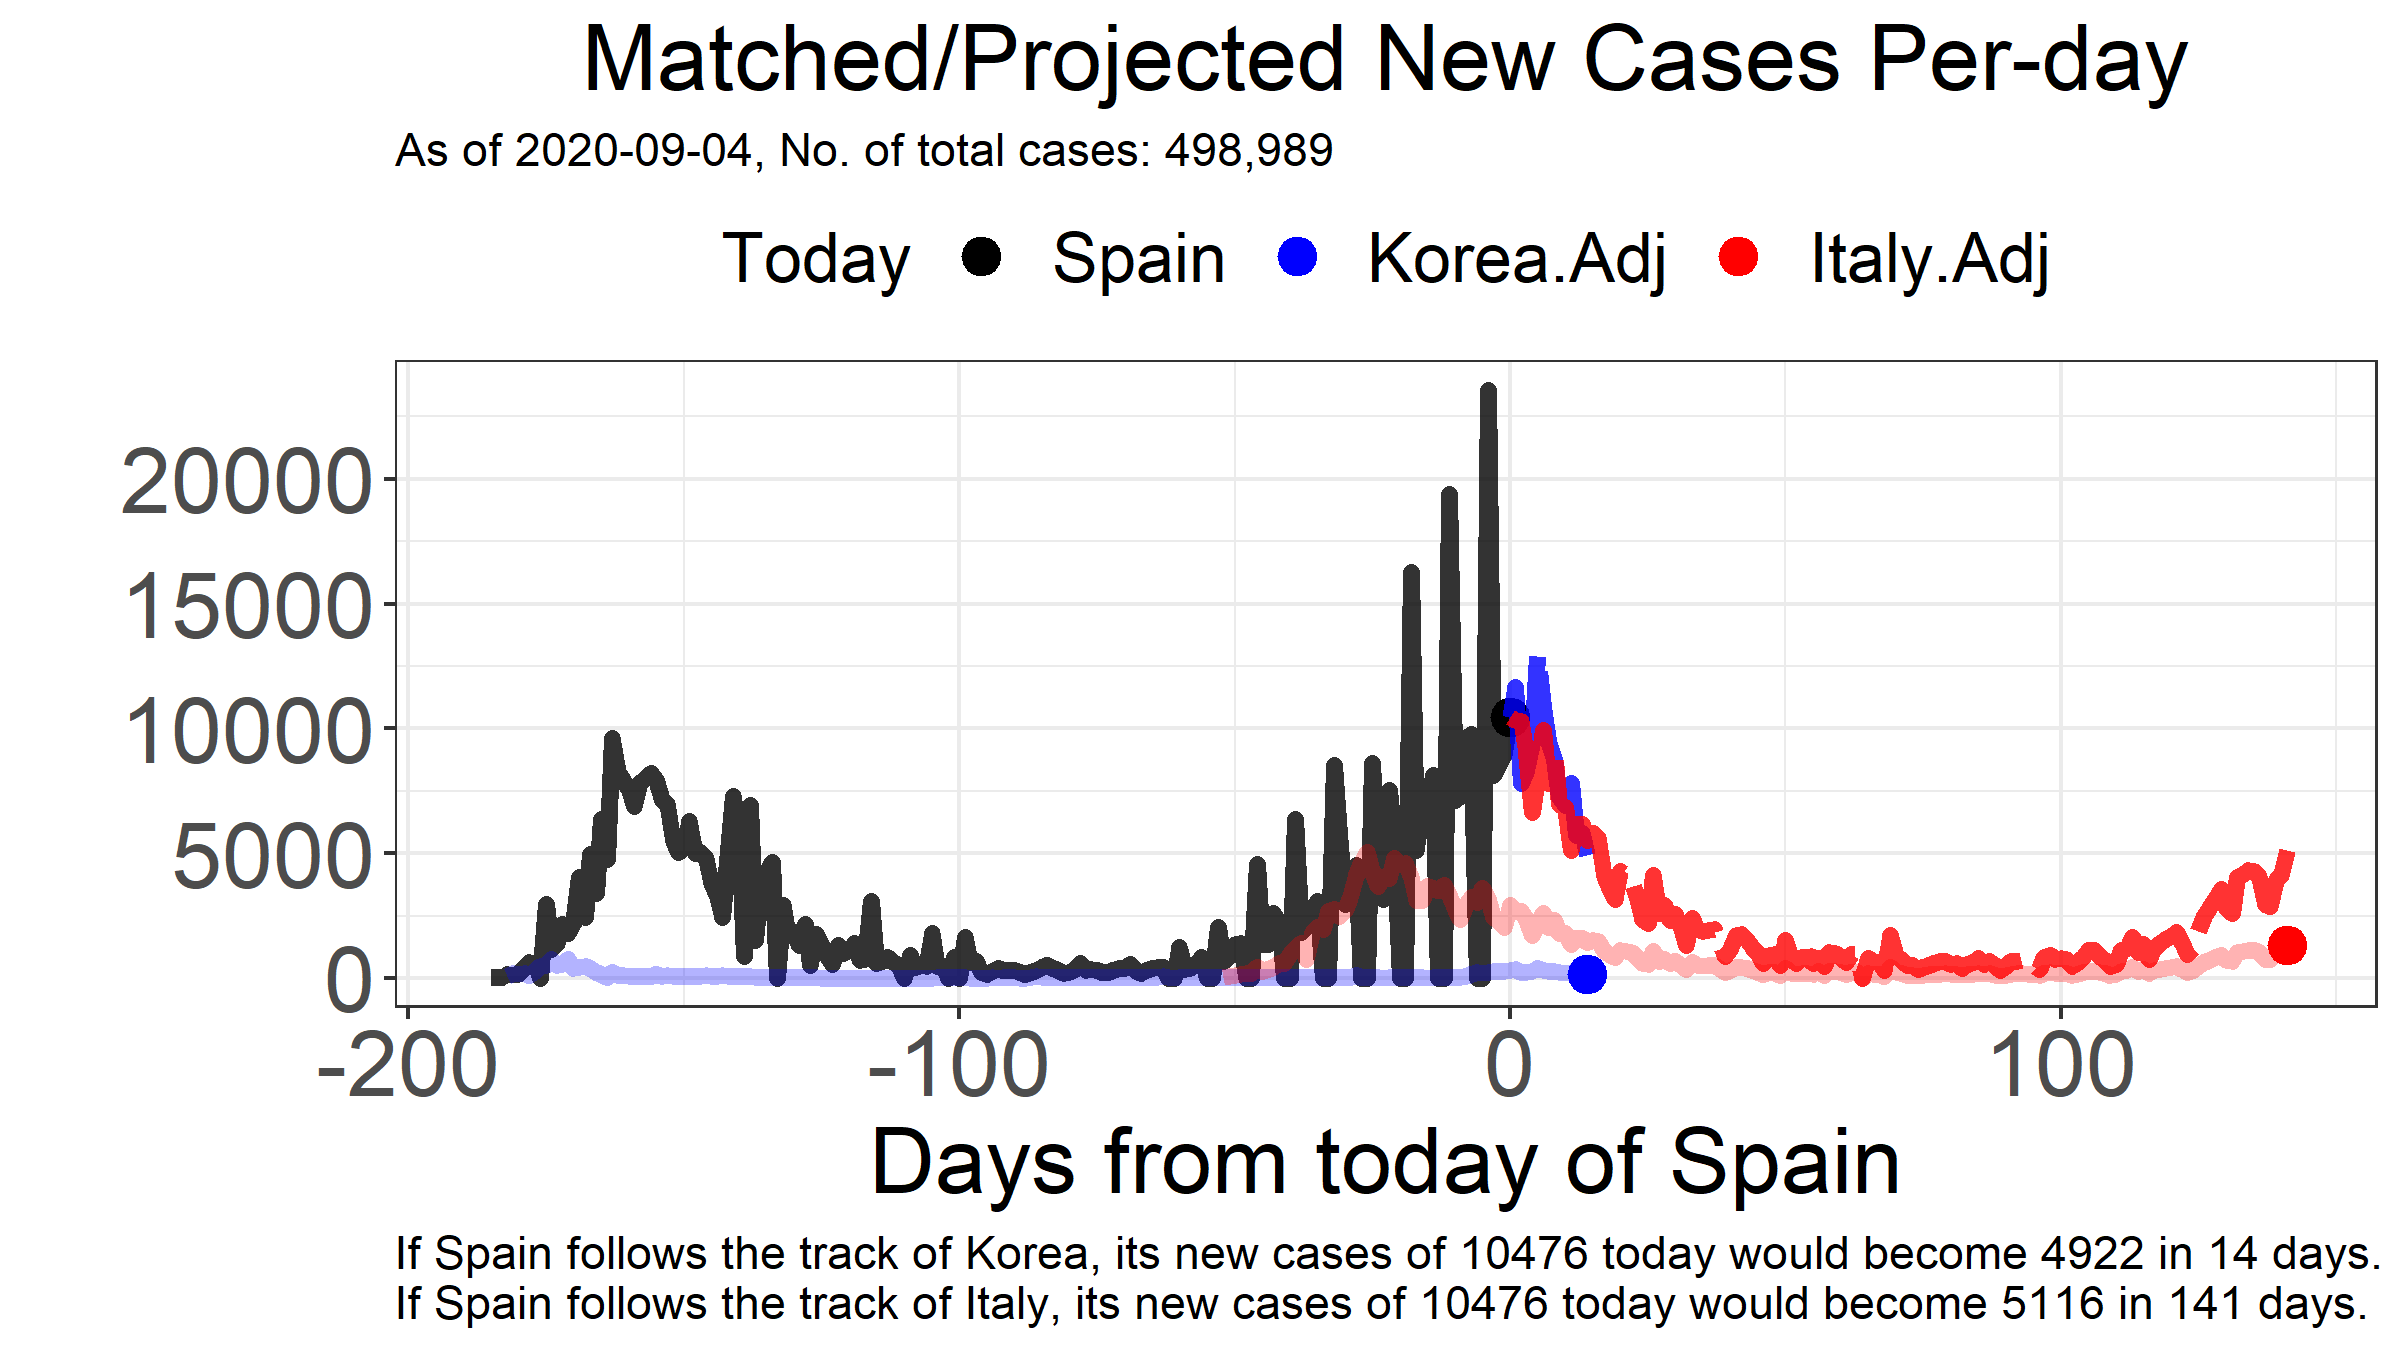 Matched/Projected New Cases Per-day
As of 2020-09-04, No. of total cases: 498,989
Today Spain Korea.Adj Italy.Adj
20000
15000
10000
5000
0
-200 -100 0 100
Days from today of Spain
If Spain follows the track of Korea, its new cases of 10476 today would become 4922 in 14 days.
If Spain follows the track of Italy, its new cases of 10476 today would become 5116 in 141 days.